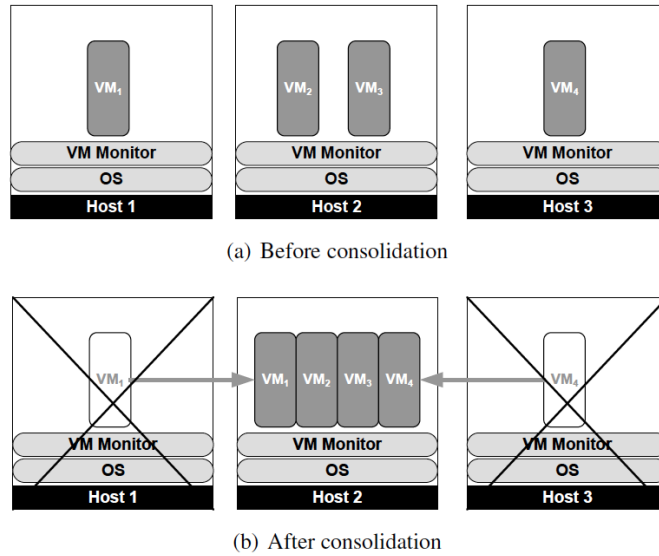 VM₁
VM₂ VM₃
VM₄
VM Monitor VM Monitor VM Monitor
OS OS OS
Host 1 Host 2 Host 3
(a) Before consolidation
VM₁ VM₁ VM₂ VM₃ VM₄ VM₄
VM Monitor VM Monitor VM Monitor
OS OS OS
Host 1 Host 2 Host 3
(b) After consolidation